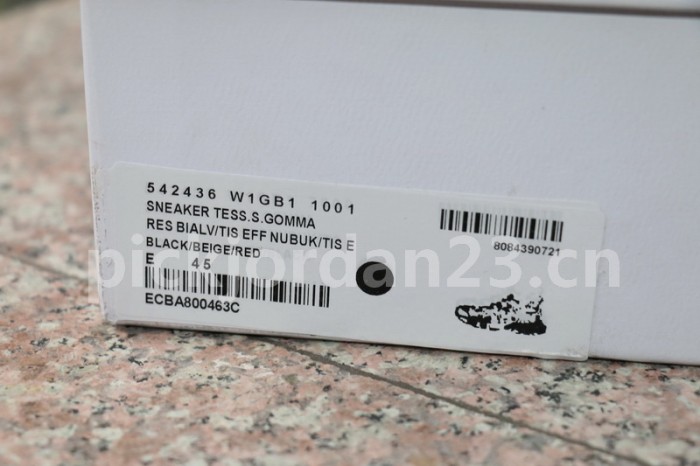 542436 W1GB1 1001
SNEAKER TESS.S.GOMMA
RES BIALV/TIS EFF NUBUK/TIS E
BLACK/BEIGE/RED
E 45
ECBA800463C
8084390721
pickjordan23.cn